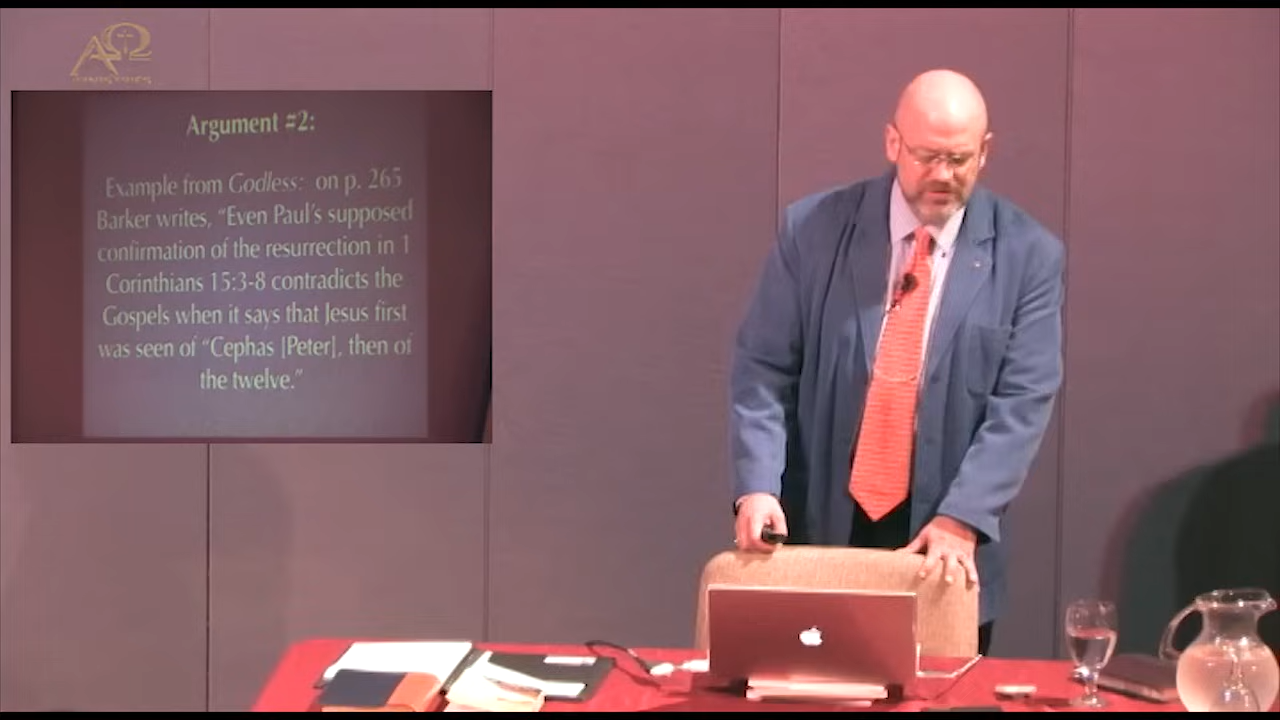 ΑΩ
Argument #2:
Example from Godless: on p. 265
Barker writes, “Even Paul’s supposed
confirmation of the resurrection in 1
Corinthians 15:3-8 contradicts the
Gospels when it says that Jesus first
was seen of “Cephas [Peter], then of
the twelve.”